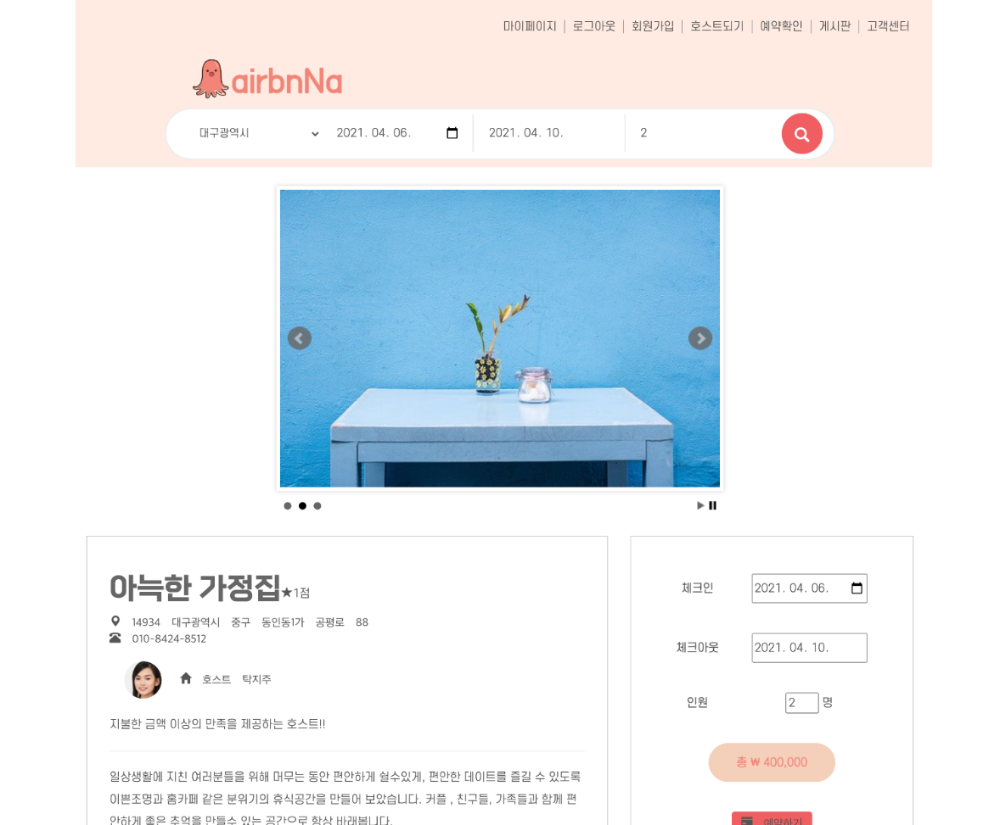 마이페이지 | 로그아웃 | 회원가입 | 호스트되기 | 예약확인 | 게시판 | 고객센터
airbnNa
대구광역시 2021. 04. 06. 2021. 04. 10. 2
아늑한 가정집★1점
14934 대구광역시 중구 동인동1가 공평로 88
010-8424-8512
호스트 탁지주
지불한 금액 이상의 만족을 제공하는 호스트!!
일상생활에 지친 여러분들을 위해 머무는 동안 편안하게 쉴수있게, 편안한 데이트를 즐길 수 있도록
이쁜조명과 홈카페 같은 분위기의 휴식공간을 만들어 보았습니다. 커플 , 친구들, 가족들과 함께 편
안하게 좋은 추억을 만들수 있는 공간으로 항상 바래봅니다.
체크인 2021. 04. 06.
체크아웃 2021. 04. 10.
인원 2 명
총 ₩ 400,000
예약하기